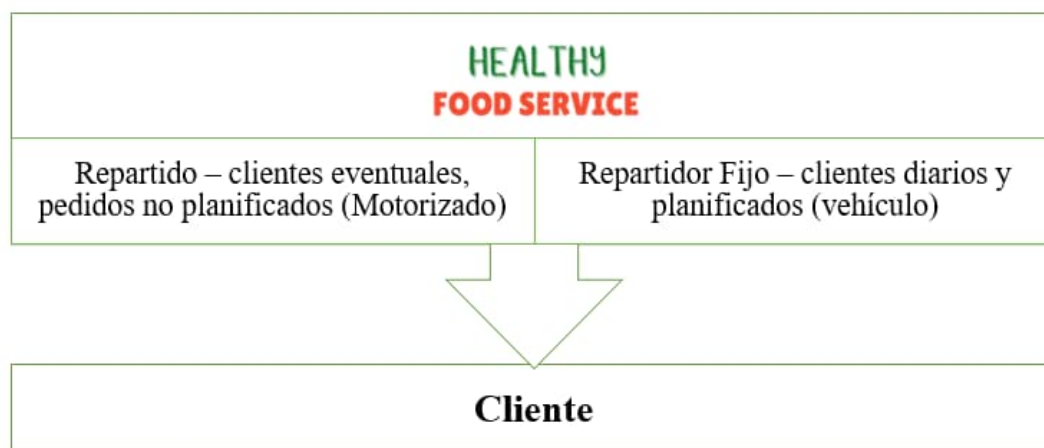 HEALTHY
FOOD SERVICE
Repartido – clientes eventuales,
pedidos no planificados (Motorizado)
Repartidor Fijo – clientes diarios y
planificados (vehículo)
Cliente